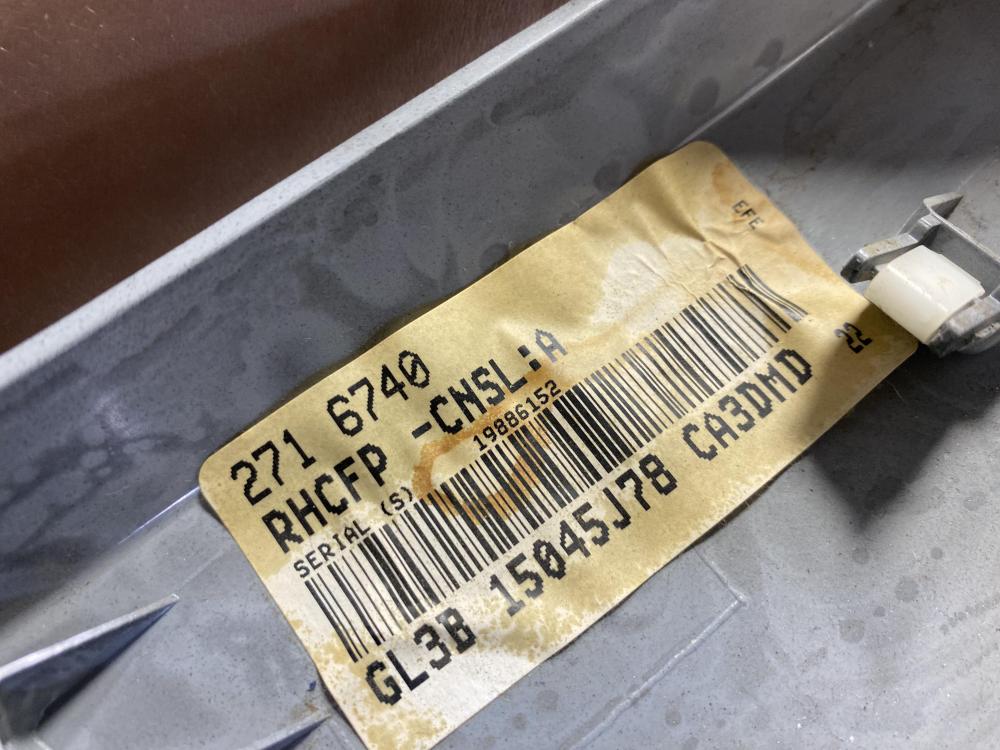 EFE
271 6740
RHCFP -CNSL:A
SERIAL (S) 19886152
22
GL3B 15045J78 CA3DMD